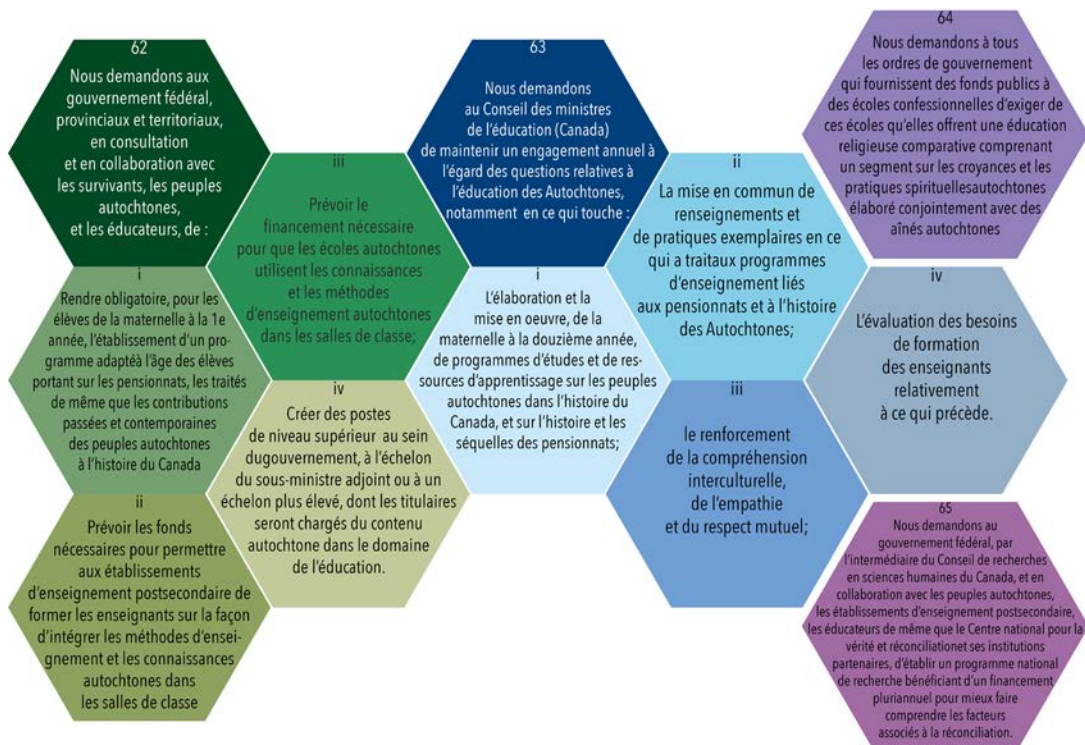 62
Nous demandons aux
gouvernement fédéral,
provinciaux et territoriaux,
en consultation
et en collaboration avec
les survivants, les peuples
autochtones,
et les éducateurs, de :
i
Rendre obligatoire, pour les
élèves de la maternelle à la 1e
année, l'établissement d'un pro-
gramme adaptéà l'âge des élèves
portant sur les pensionnats, les traités
de même que les contributions
passées et contemporaines
des peuples autochtones
à l'histoire du Canada
ii
Prévoir les fonds
nécessaires pour permettre
aux établissements
d'enseignement postsecondaire de
former les enseignants sur la façon
d'intégrer les méthodes d'ensei-
gnement et les connaissances
autochtones dans
les salles de classe
iii
Prévoir le
financement nécessaire
pour que les écoles autochtones
utilisent les connaissances
et les méthodes
d'enseignement autochtones
dans les salles de classe;
iv
Créer des postes
de niveau supérieur au sein
dugouvernement, à l'échelon
du sous-ministre adjoint ou à un
échelon plus élevé, dont les titulaires
seront chargés du contenu
autochtone dans le domaine
de l'éducation.
63
Nous demandons
au Conseil des ministres
de l'éducation (Canada)
de maintenir un engagement annuel à
l'égard des questions relatives à
l'éducation des Autochtones,
notamment en ce qui touche :
i
L'élaboration et la
mise en oeuvre, de la
maternelle à la douzième année,
de programmes d'études et de res-
sources d'apprentissage sur les peuples
autochtones dans l'histoire du
Canada, et sur l'histoire et les
séquelles des pensionnats;
ii
La mise en commun de
renseignements et
de pratiques exemplaires en ce
qui a traitaux programmes
d'enseignement liés
aux pensionnats et à l'histoire
des Autochtones;
iii
le renforcement
de la compréhension
interculturelle,
de l'empathie
et du respect mutuel;
iv
L'évaluation des besoins
de formation
des enseignants
relativement
à ce qui précède.
64
Nous demandons à tous
les ordres de gouvernement
qui fournissent des fonds publics à
des écoles confessionnelles d'exiger de
ces écoles qu'elles offrent une éducation
religieuse comparative comprenant
un segment sur les croyances et les
pratiques spirituellesautochtones
élaboré conjointement avec des
aînés autochtones
65
Nous demandons au
gouvernement fédéral, par
l'intermédiaire du Conseil de recherches
en sciences humaines du Canada, et en
collaboration avec les peuples autochtones,
les établissements d'enseignement postsecondaire,
les éducateurs de même que le Centre national pour la
vérité et réconciliationet ses institutions
partenaires, d'établir un programme national
de recherche bénéficiant d'un financement
pluriannuel pour mieux faire
comprendre les facteurs
associés à la réconciliation.